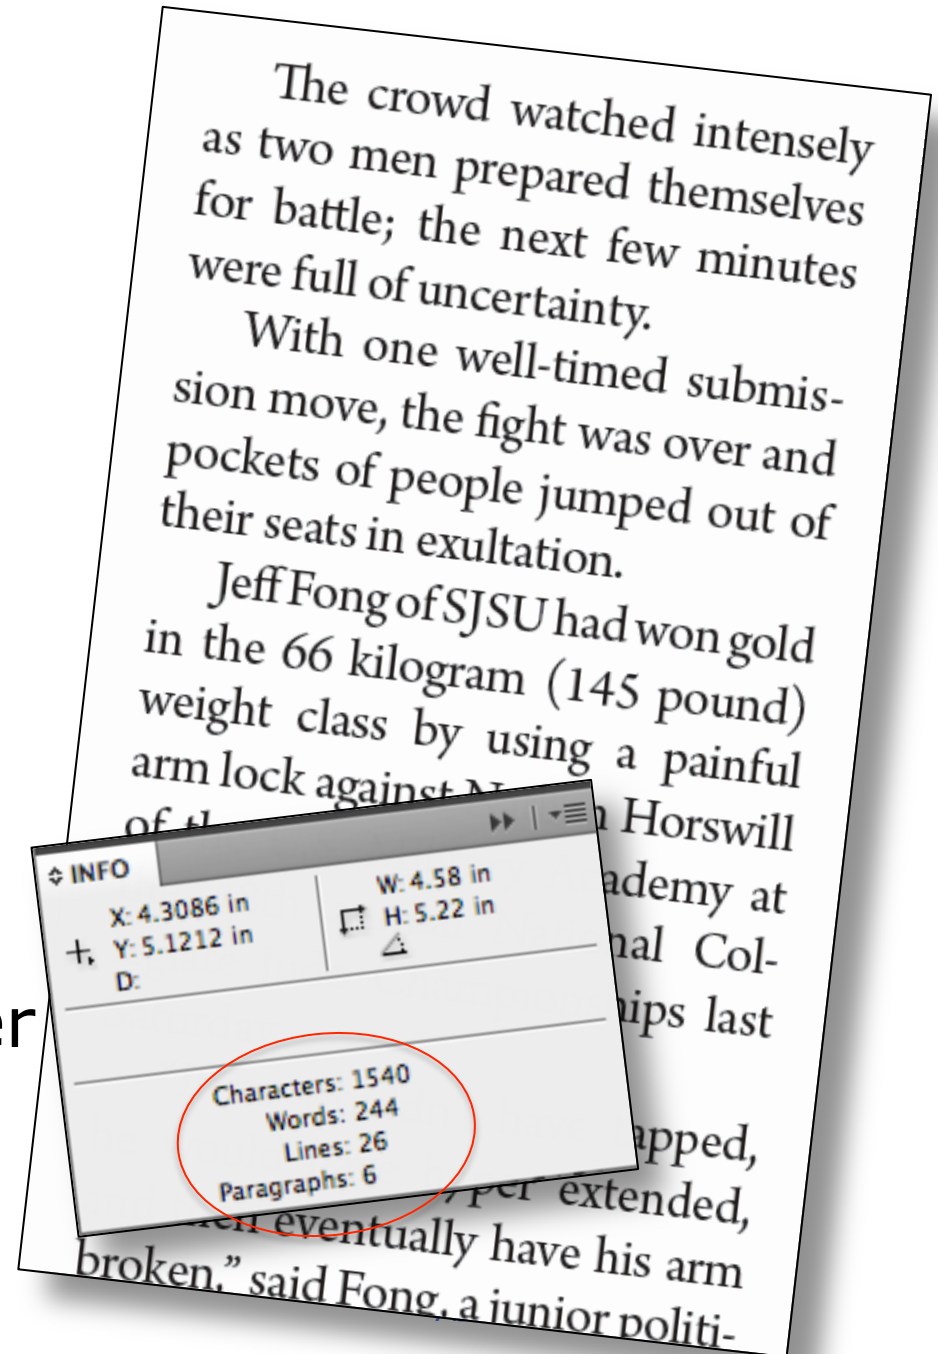 The crowd watched intensely
as two men prepared themselves
for battle; the next few minutes
were full of uncertainty.
With one well-timed submis-
sion move, the fight was over and
pockets of people jumped out of
their seats in exultation.
Jeff Fong of SJSU had won gold
in the 66 kilogram (145 pound)
weight class by using a painful
arm lock against
Horswill
of
ademy at
nal Col-
ships last
apped,
extended,
eventually have his arm
broken," said Fong, a junior politi-
er
INFO
X: 4.3086 in
Y: 5.1212 in
D:
W: 4.58 in
H: 5.22 in
Characters: 1540
Words: 244
Lines: 26
Paragraphs: 6